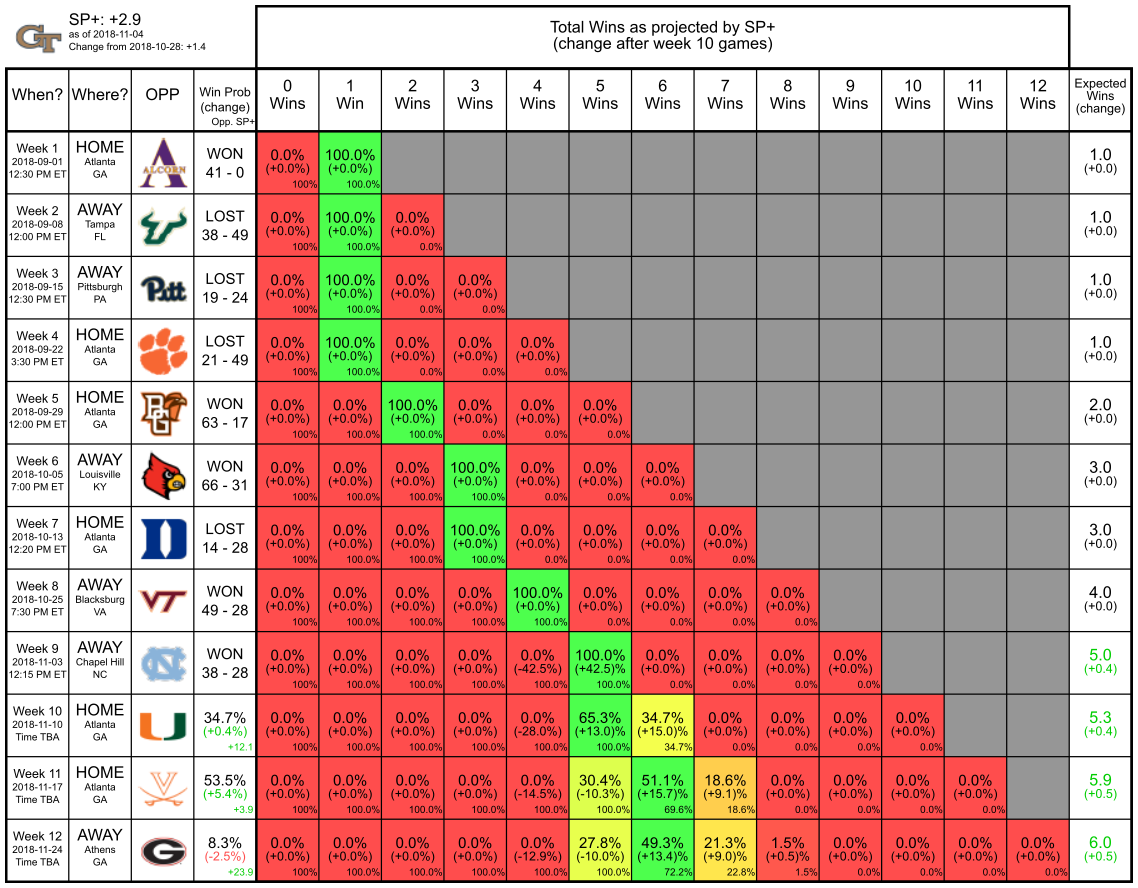 SP+: +2.9
as of 2018-11-04
Change from 2018-10-28: +1.4
GT
Total Wins as projected by SP+
(change after week 10 games)
When? Where? OPP Win Prob (change) Opp. SP+ 0 Wins 1 Win 2 Wins 3 Wins 4 Wins 5 Wins 6 Wins 7 Wins 8 Wins 9 Wins 10 Wins 11 Wins 12 Wins Expected Wins (change)
Week 1 HOME WON 0.0% 100.0% 1.0
2018-09-01 Atlanta ALCORN 41 - 0 (+0.0%) (+0.0%) (+0.0)
12:30 PM ET GA 100% 100.0%
Week 2 AWAY LOST 0.0% 100.0% 0.0% 1.0
2018-09-08 Tampa 38 - 49 (+0.0%) (+0.0%) (+0.0%) (+0.0)
12:00 PM ET FL 100% 100.0% 0.0%
Week 3 AWAY LOST 0.0% 100.0% 0.0% 0.0% 1.0
2018-09-15 Pittsburgh Pitt 19 - 24 (+0.0%) (+0.0%) (+0.0%) (+0.0%) (+0.0)
12:30 PM ET PA 100% 100.0% 0.0% 0.0%
Week 4 HOME LOST 0.0% 100.0% 0.0% 0.0% 0.0% 1.0
2018-09-22 Atlanta 21 - 49 (+0.0%) (+0.0%) (+0.0%) (+0.0%) (+0.0%) (+0.0)
3:30 PM ET GA 100% 100.0% 0.0% 0.0% 0.0%
Week 5 HOME WON 0.0% 0.0% 100.0% 0.0% 0.0% 0.0% 2.0
2018-09-29 Atlanta BG 63 - 17 (+0.0%) (+0.0%) (+0.0%) (+0.0%) (+0.0%) (+0.0%) (+0.0)
12:00 PM ET GA 100% 100.0% 100.0% 0.0% 0.0% 0.0%
Week 6 AWAY WON 0.0% 0.0% 0.0% 100.0% 0.0% 0.0% 0.0% 3.0
2018-10-05 Louisville 66 - 31 (+0.0%) (+0.0%) (+0.0%) (+0.0%) (+0.0%) (+0.0%) (+0.0%) (+0.0)
7:00 PM ET KY 100% 100.0% 100.0% 100.0% 0.0% 0.0% 0.0%
Week 7 HOME LOST 0.0% 0.0% 0.0% 100.0% 0.0% 0.0% 0.0% 0.0% 3.0
2018-10-13 Atlanta D 14 - 28 (+0.0%) (+0.0%) (+0.0%) (+0.0%) (+0.0%) (+0.0%) (+0.0%) (+0.0%) (+0.0)
12:20 PM ET GA 100% 100.0% 100.0% 100.0% 0.0% 0.0% 0.0% 0.0%
Week 8 AWAY WON 0.0% 0.0% 0.0% 0.0% 100.0% 0.0% 0.0% 0.0% 0.0% 4.0
2018-10-25 Blacksburg VT 49 - 28 (+0.0%) (+0.0%) (+0.0%) (+0.0%) (+0.0%) (+0.0%) (+0.0%) (+0.0%) (+0.0%) (+0.0)
7:30 PM ET VA 100% 100.0% 100.0% 100.0% 100.0% 0.0% 0.0% 0.0% 0.0%
Week 9 AWAY WON 0.0% 0.0% 0.0% 0.0% 0.0% 100.0% 0.0% 0.0% 0.0% 0.0% 5.0
2018-11-03 Chapel Hill NC 38 - 28 (+0.0%) (+0.0%) (+0.0%) (+0.0%) (-42.5%) (+42.5)% (+0.0%) (+0.0%) (+0.0%) (+0.0%) (+0.4)
12:15 PM ET NC 100% 100.0% 100.0% 100.0% 100.0% 100.0% 0.0% 0.0% 0.0% 0.0%
Week 10 HOME 34.7% 0.0% 0.0% 0.0% 0.0% 0.0% 65.3% 34.7% 0.0% 0.0% 0.0% 0.0% 5.3
2018-11-10 Atlanta U (+0.4%) (+0.0%) (+0.0%) (+0.0%) (+0.0%) (-28.0%) (+13.0)% (+15.0)% (+0.0%) (+0.0%) (+0.0%) (+0.0%) (+0.4)
Time TBA GA +12.1 100% 100.0% 100.0% 100.0% 100.0% 100.0% 34.7% 0.0% 0.0% 0.0% 0.0%
Week 11 HOME 53.5% 0.0% 0.0% 0.0% 0.0% 0.0% 30.4% 51.1% 18.6% 0.0% 0.0% 0.0% 0.0% 5.9
2018-11-17 Atlanta V (+5.4%) (+0.0%) (+0.0%) (+0.0%) (+0.0%) (-14.5%) (-10.3%) (+15.7)% (+9.1)% (+0.0%) (+0.0%) (+0.0%) (+0.0%) (+0.5)
Time TBA GA +3.9 100% 100.0% 100.0% 100.0% 100.0% 100.0% 69.6% 18.6% 0.0% 0.0% 0.0% 0.0%
Week 12 AWAY 8.3% 0.0% 0.0% 0.0% 0.0% 0.0% 27.8% 49.3% 21.3% 1.5% 0.0% 0.0% 0.0% 0.0% 6.0
2018-11-24 Athens G (-2.5%) (+0.0%) (+0.0%) (+0.0%) (+0.0%) (-12.9%) (-10.0%) (+13.4)% (+9.0)% (+0.5)% (+0.0%) (+0.0%) (+0.0%) (+0.0%) (+0.5)
Time TBA GA +23.9 100% 100.0% 100.0% 100.0% 100.0% 100.0% 72.2% 22.8% 1.5% 0.0% 0.0% 0.0% 0.0%